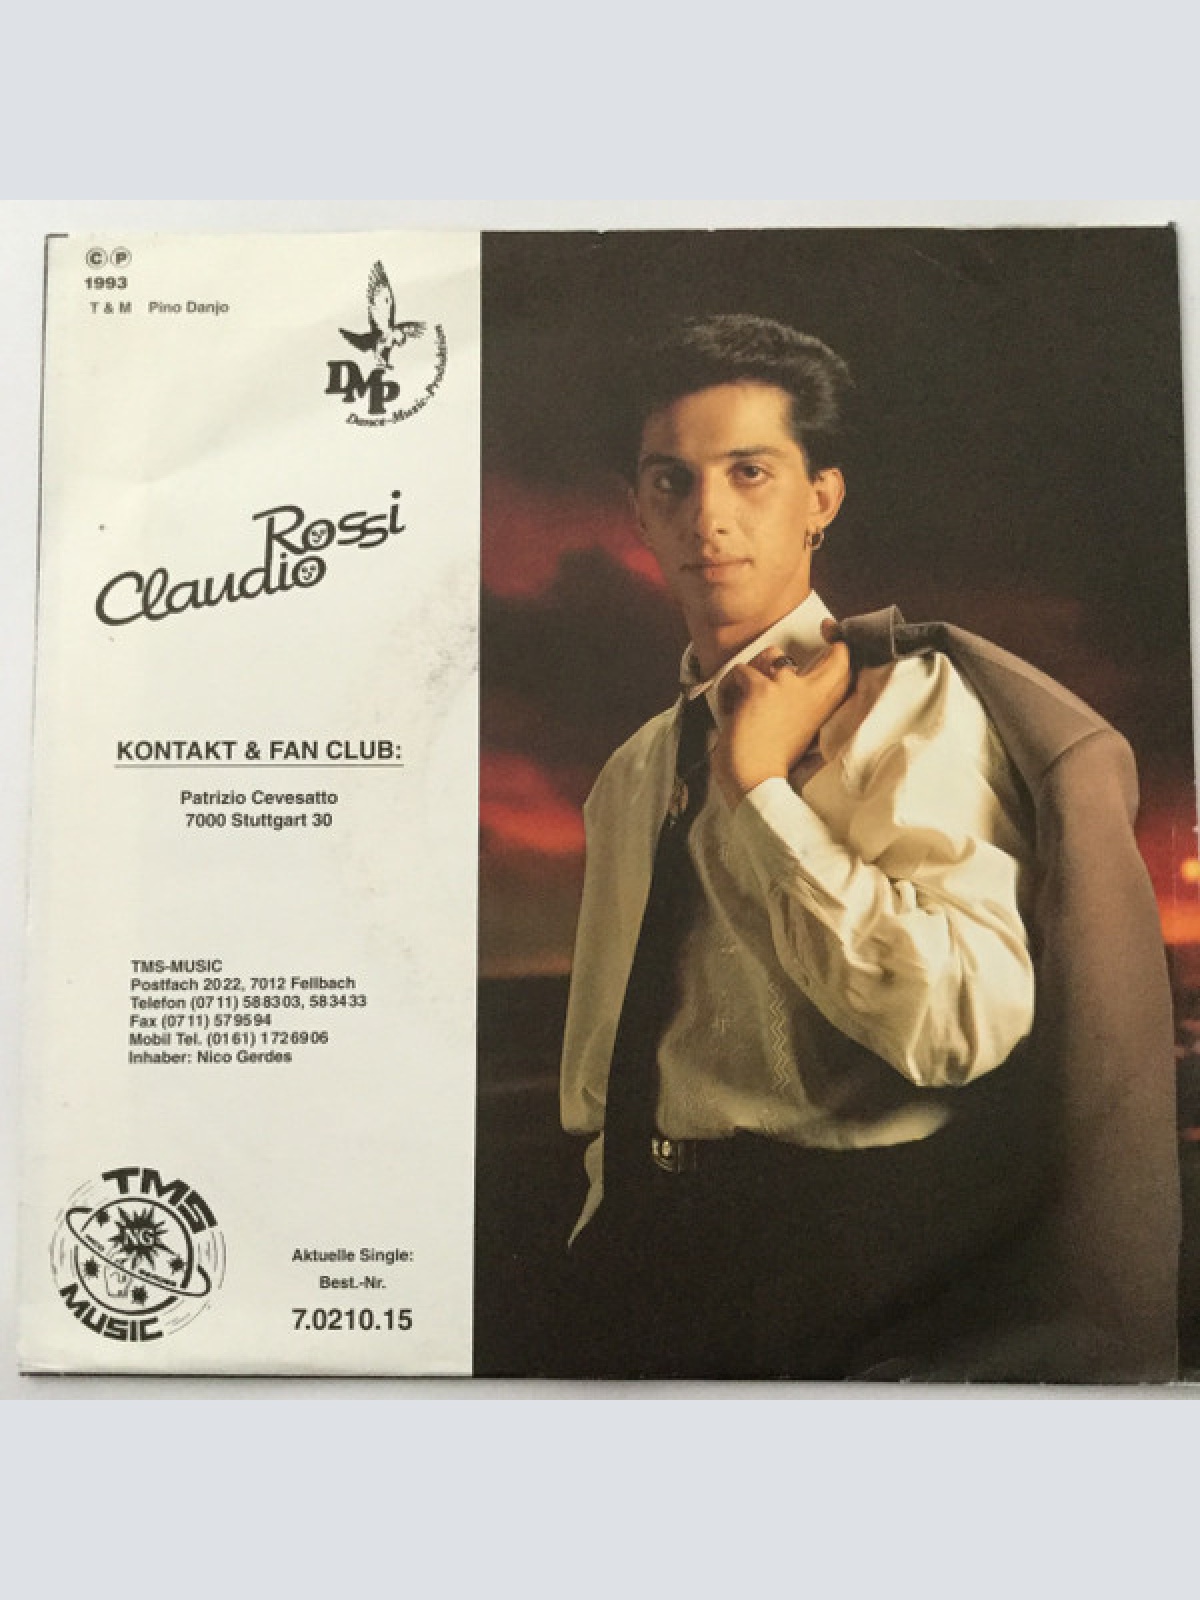 © ℗
1993
T & M Pino Danjo
DMP
Dance-Music-Produktion
Claudio Rossi
KONTAKT & FAN CLUB:
Patrizio Cevesatto
7000 Stuttgart 30
TMS-MUSIC
Postfach 2022, 7012 Fellbach
Telefon (0711) 588303, 583433
Fax (0711) 579594
Mobil Tel. (0161) 1726906
Inhaber: Nico Gerdes
TMS
NG
MUSIC
Aktuelle Single:
Best.-Nr.
7.0210.15